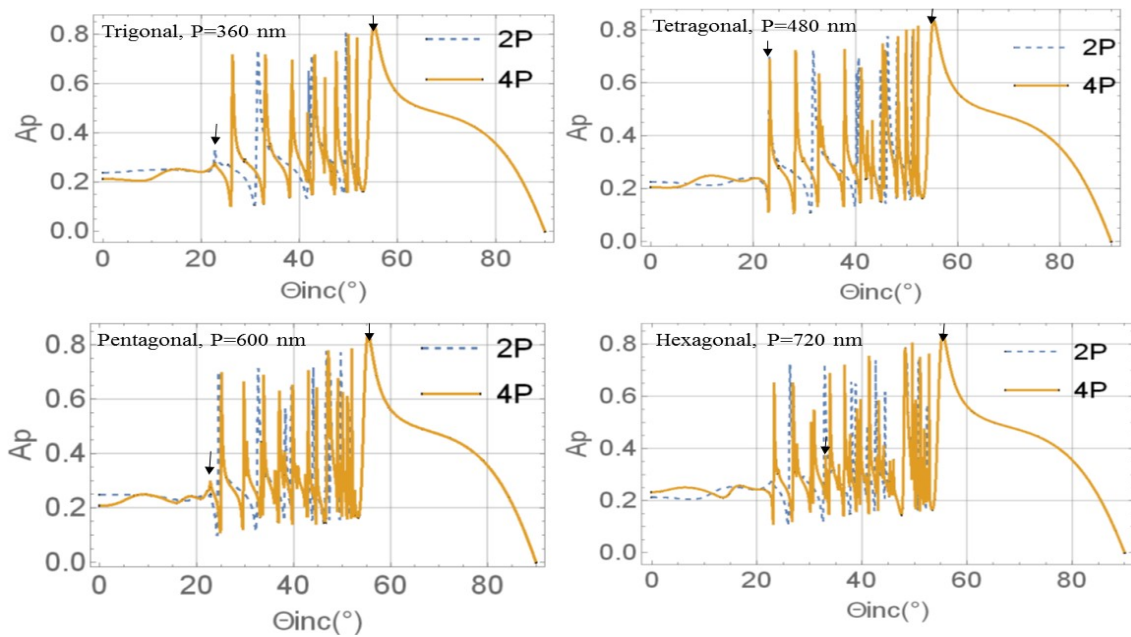 Trigonal, P=360 nm
2P
4P
0.8
0.6
0.4
0.2
0.0
Ap
0 20 40 60 80
Θinc(°)
Tetragonal, P=480 nm
2P
4P
0.8
0.6
0.4
0.2
0.0
Ap
0 20 40 60 80
Θinc(°)
Pentagonal, P=600 nm
2P
4P
0.8
0.6
0.4
0.2
0.0
Ap
0 20 40 60 80
Θinc(°)
Hexagonal, P=720 nm
2P
4P
0.8
0.6
0.4
0.2
0.0
Ap
0 20 40 60 80
Θinc(°)